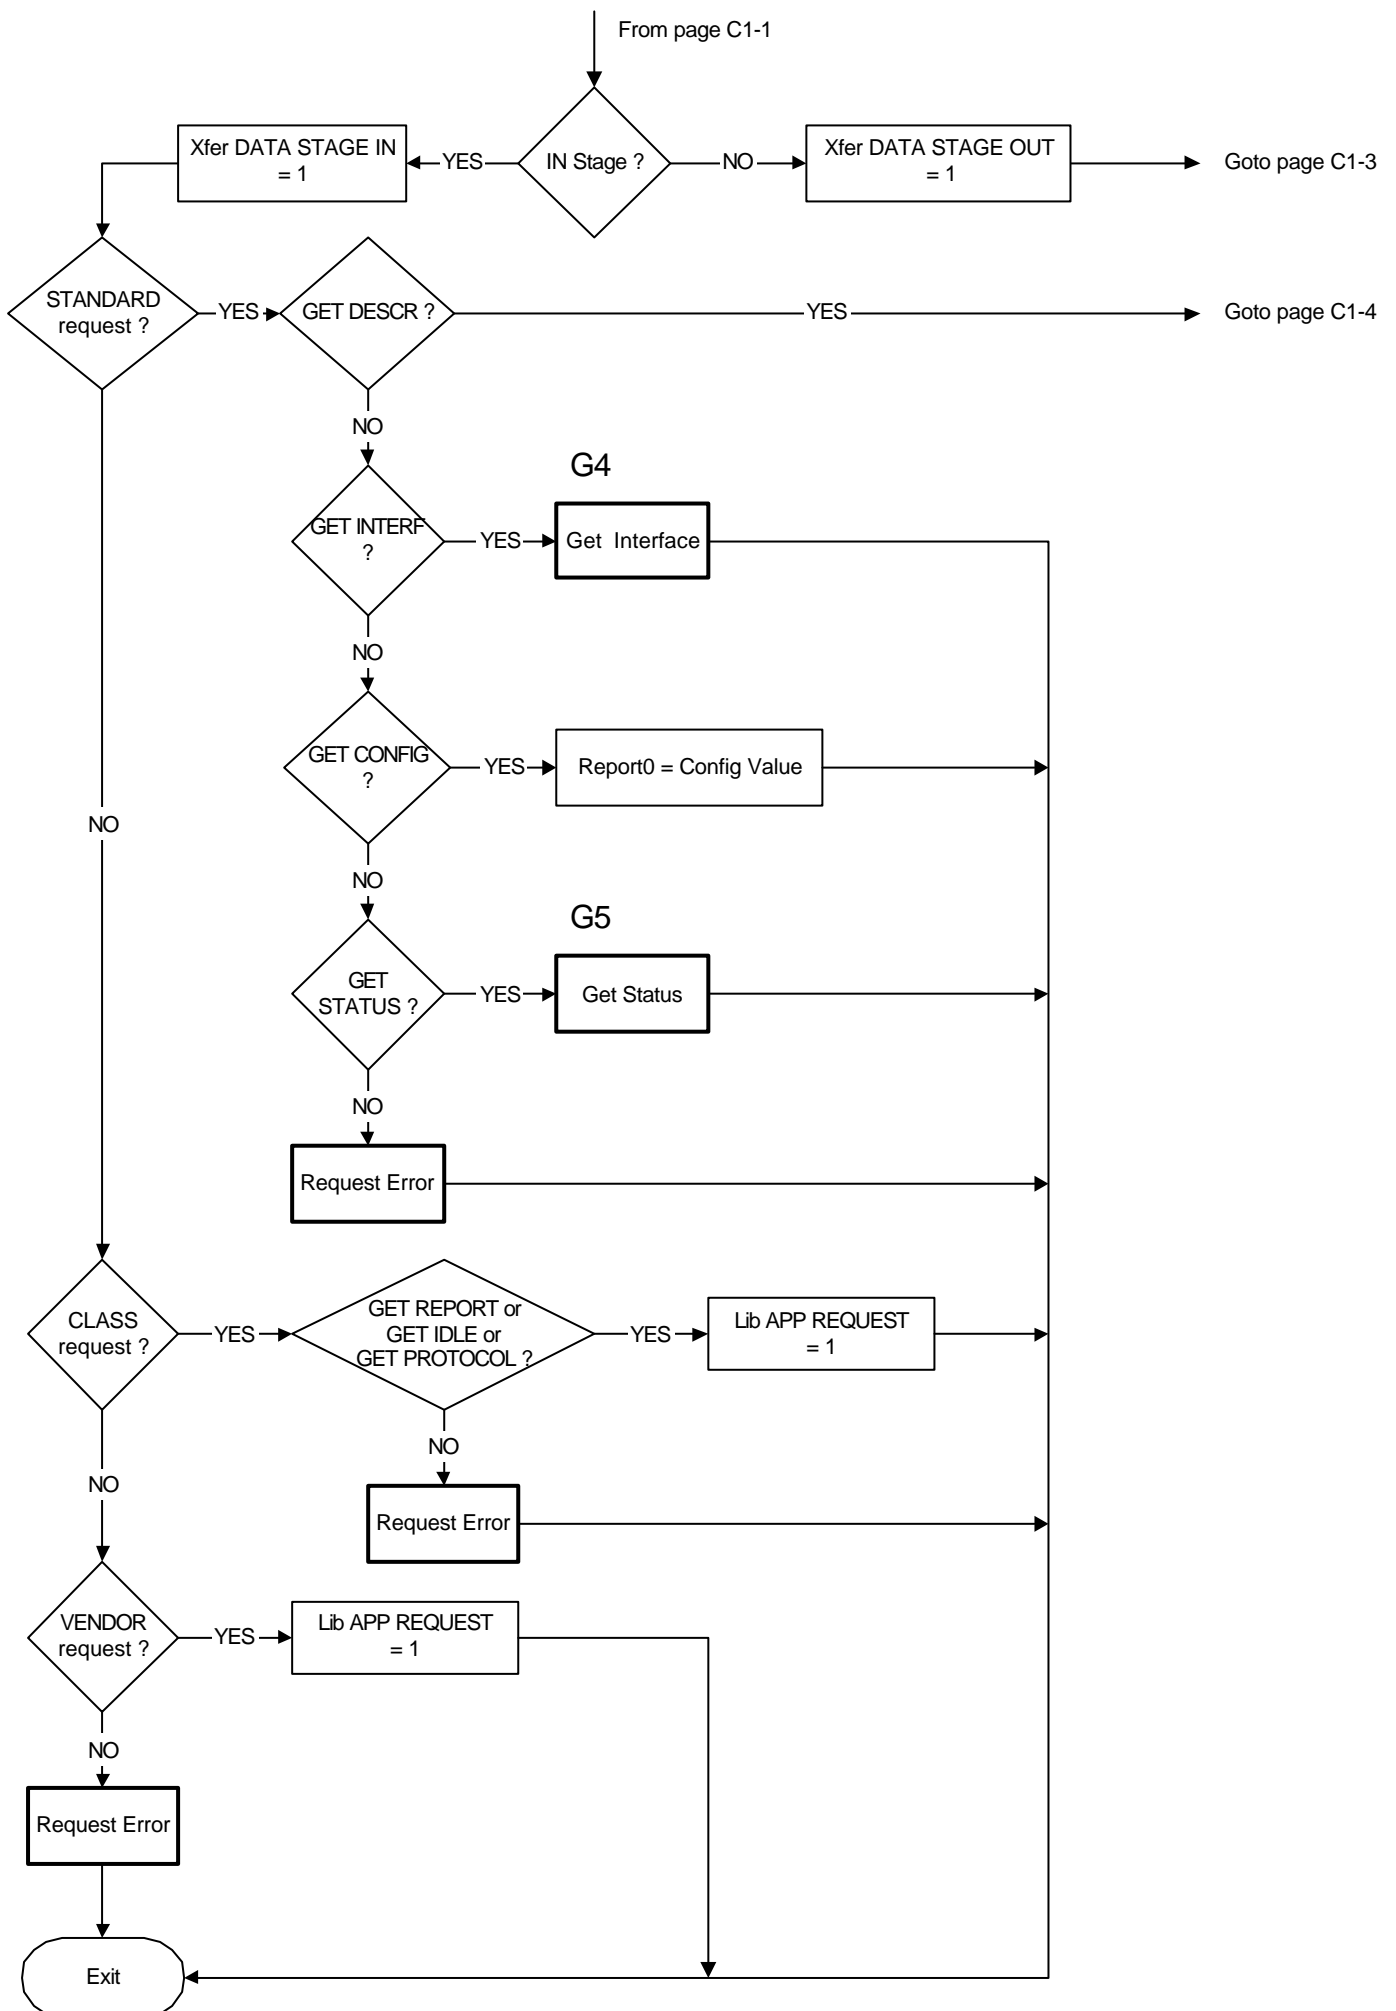 From page C1-1
Xfer DATA STAGE IN
= 1
YES
IN Stage ?
NO
Xfer DATA STAGE OUT
= 1
Goto page C1-3
STANDARD
request ?
YES
GET DESCR ?
YES
Goto page C1-4
NO
G4
GET INTERF
?
YES
Get Interface
NO
GET CONFIG
?
YES
Report0 = Config Value
NO
NO
G5
GET
STATUS ?
YES
Get Status
NO
Request Error
CLASS
request ?
YES
GET REPORT or
GET IDLE or
GET PROTOCOL ?
YES
Lib APP REQUEST
= 1
NO
NO
Request Error
VENDOR
request ?
YES
Lib APP REQUEST
= 1
NO
Request Error
Exit